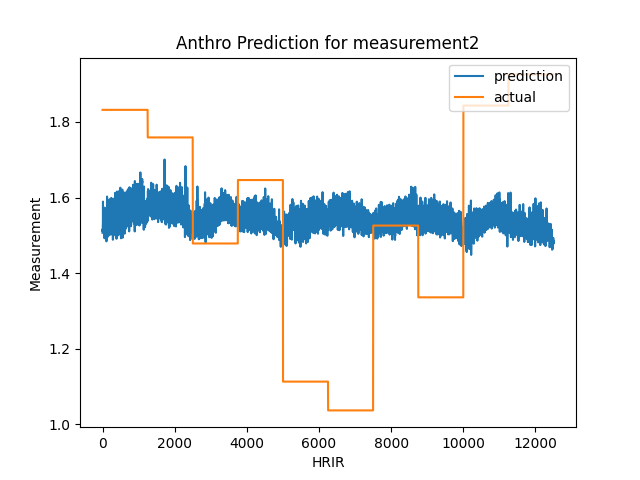 Anthro Prediction for measurement2
prediction
actual
1.8
1.6
1.4
1.2
1.0
Measurement
0 2000 4000 6000 8000 10000 12000
HRIR